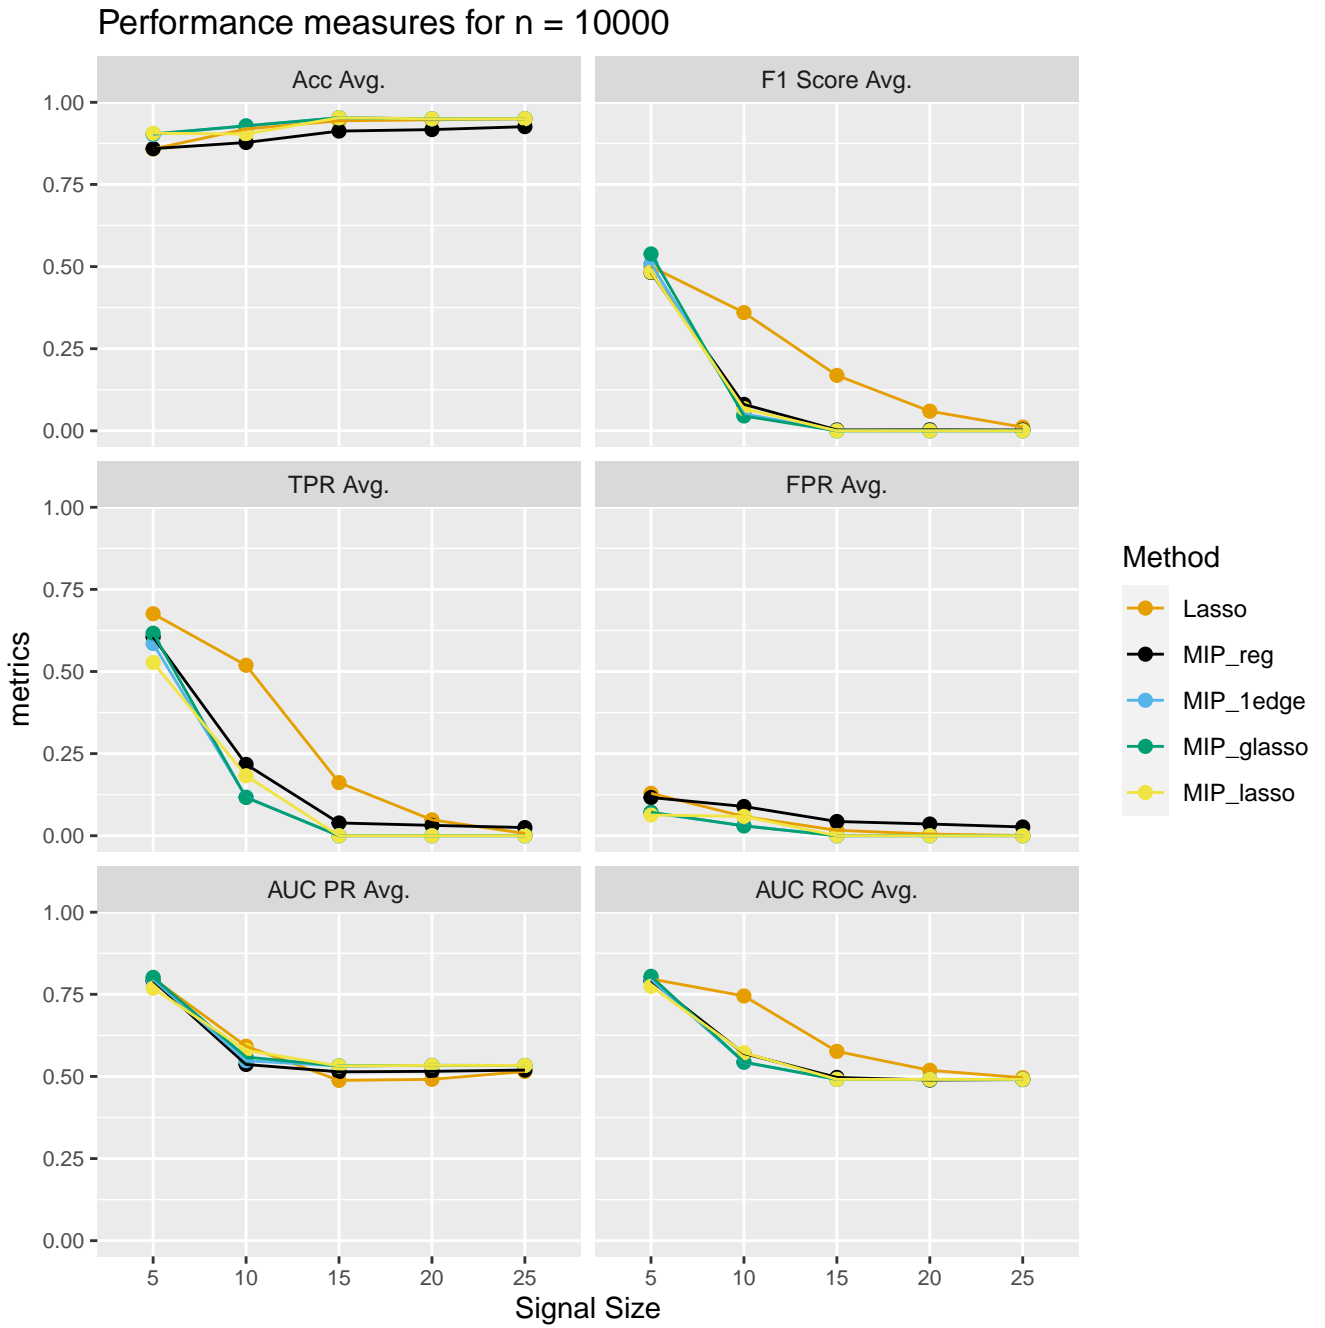 Performance measures for n = 10000
Acc Avg.
F1 Score Avg.
1.00
0.75
0.50
0.25
0.00
TPR Avg.
FPR Avg.
1.00
0.75
0.50
0.25
0.00
AUC PR Avg.
AUC ROC Avg.
1.00
0.75
0.50
0.25
0.00
5 10 15 20 25
5 10 15 20 25
Signal Size
metrics
Method
Lasso
MIP_reg
MIP_1edge
MIP_glasso
MIP_lasso